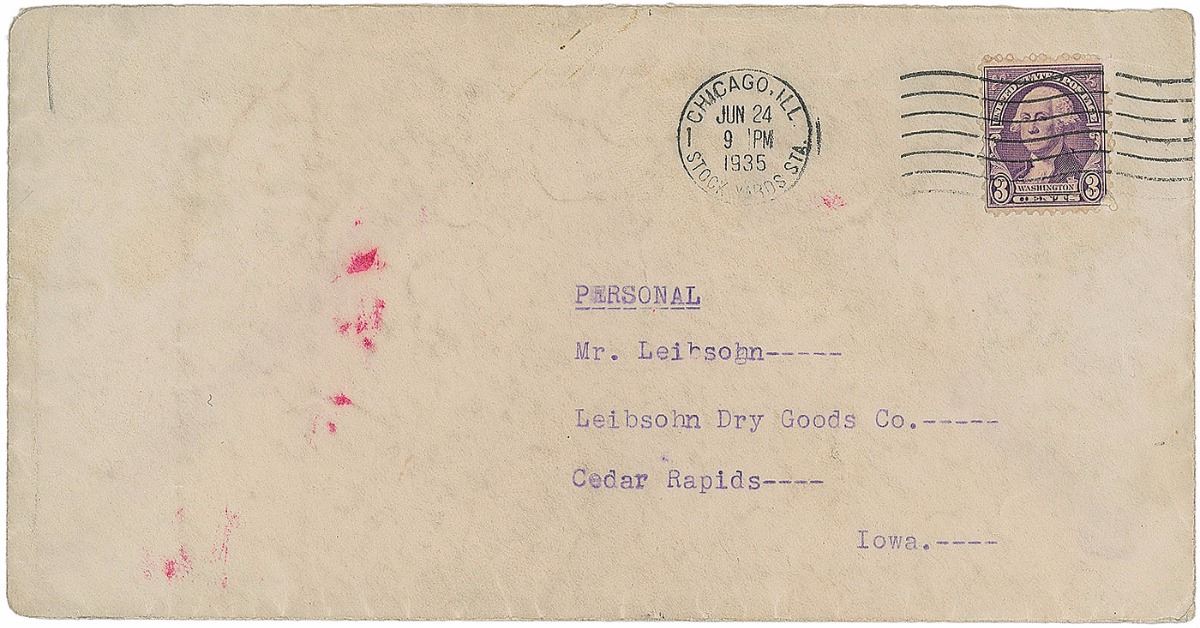 CHICAGO, ILL
JUN 24
9 PM
1935
STOCK YARDS STA.
UNITED STATES POSTAGE
3 WASHINGTON 3
CENTS
PERSONAL
Mr. Leibsohn-----
Leibsohn Dry Goods Co.-----
Cedar Rapids----
Iowa.----